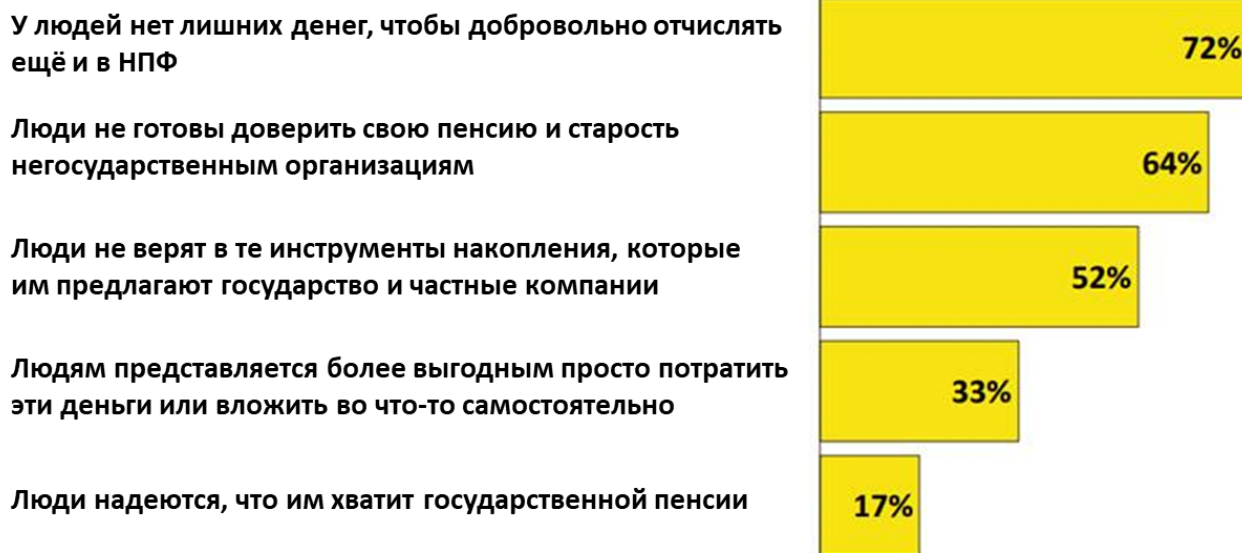 У людей нет лишних денег, чтобы добровольно отчислять
ещё и в НПФ
72%
Люди не готовы доверить свою пенсию и старость
негосударственным организациям
64%
Люди не верят в те инструменты накопления, которые
им предлагают государство и частные компании
52%
Людям представляется более выгодным просто потратить
эти деньги или вложить во что-то самостоятельно
33%
Люди надеются, что им хватит государственной пенсии
17%